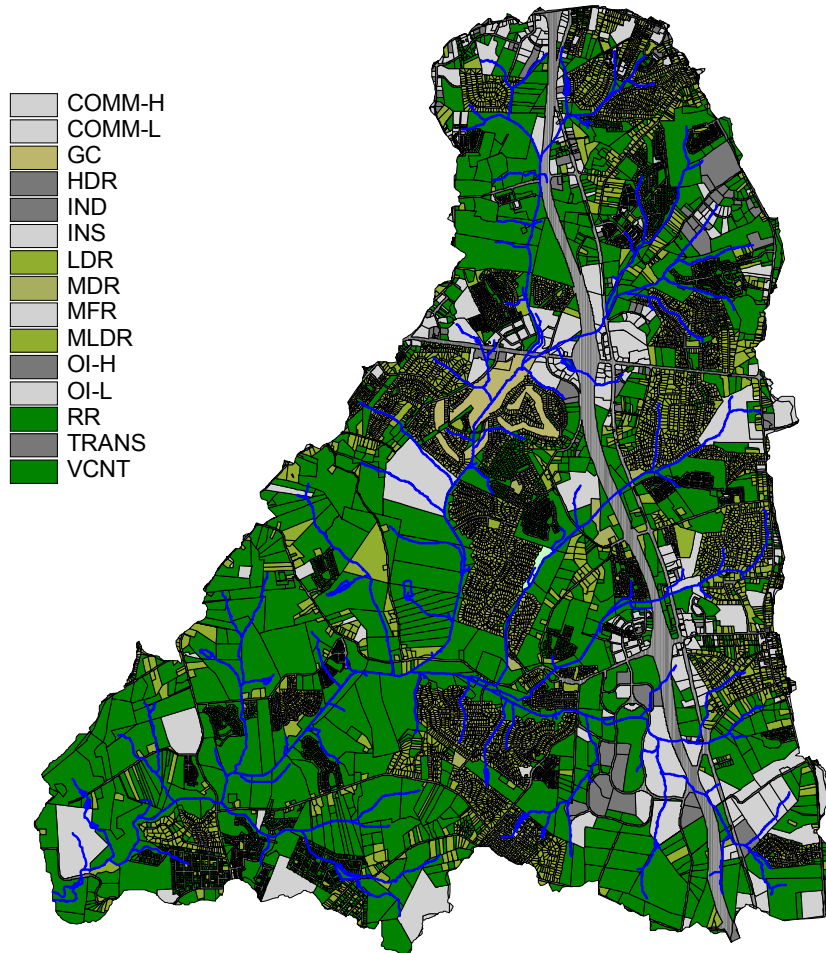 COMM-H
COMM-L
GC
HDR
IND
INS
LDR
MDR
MFR
MLDR
OI-H
OI-L
RR
TRANS
VCNT